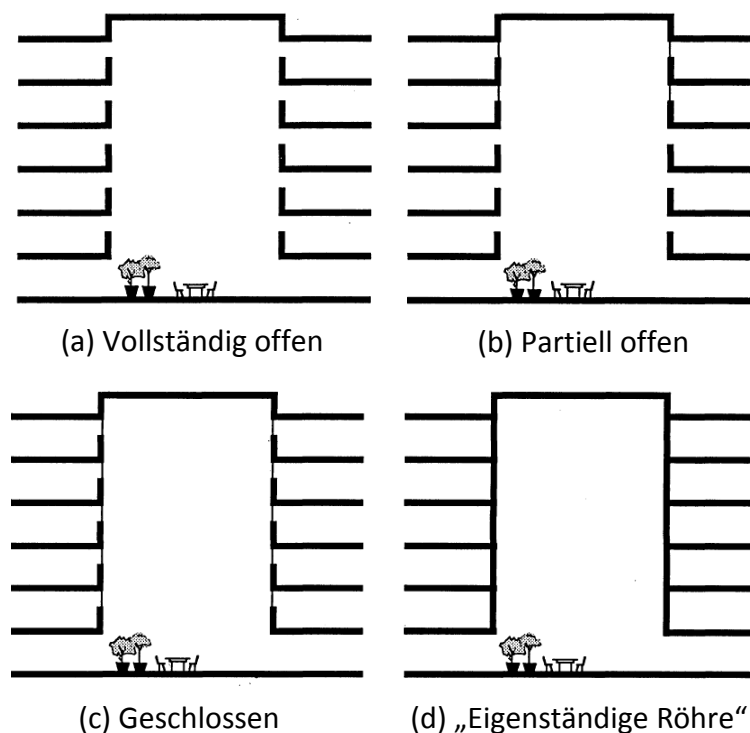 (a) Vollständig offen
(b) Partiell offen
(c) Geschlossen
(d) „Eigenständige Röhre“